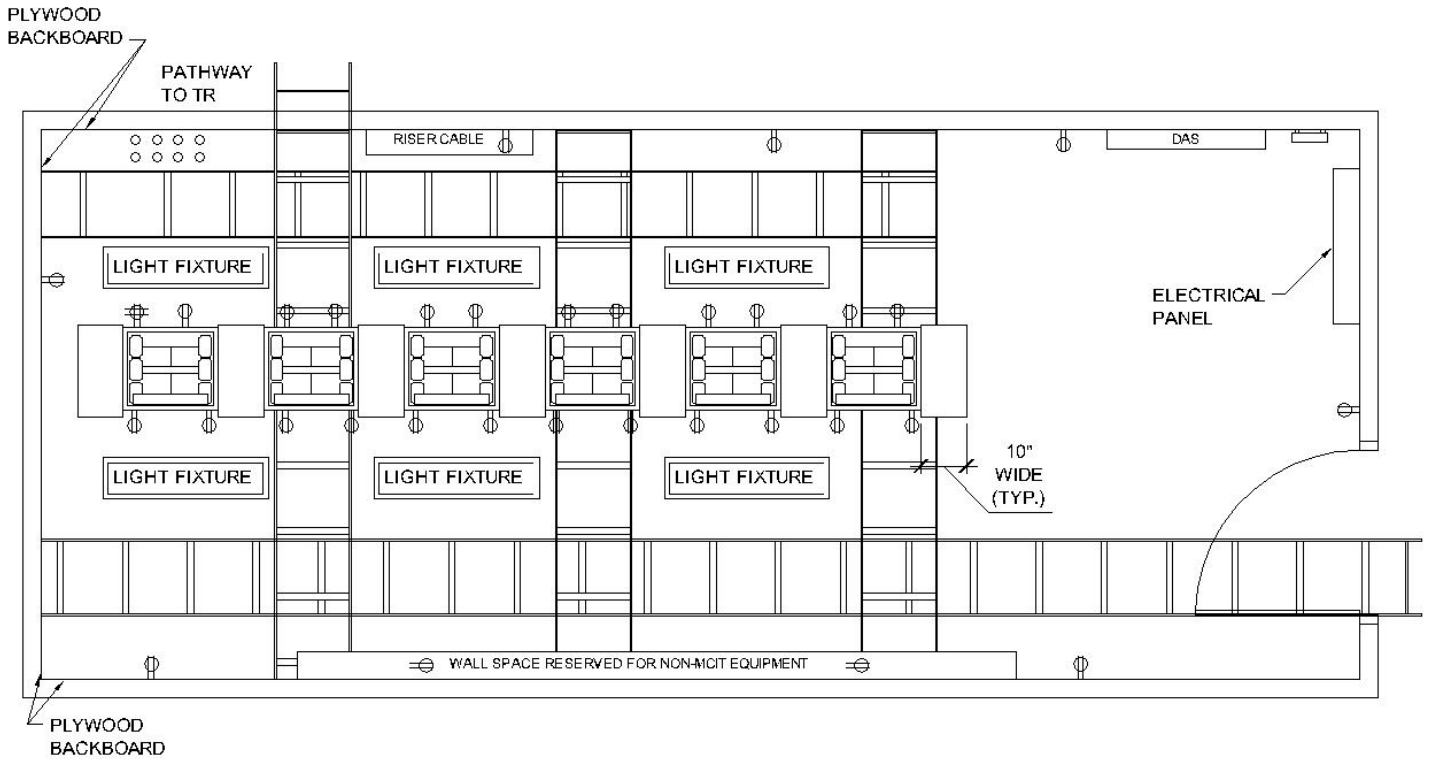 PLYWOOD
BACKBOARD
PATHWAY
TO TR
RISER CABLE
DAS
LIGHT FIXTURE
LIGHT FIXTURE
LIGHT FIXTURE
ELECTRICAL
PANEL
LIGHT FIXTURE
LIGHT FIXTURE
LIGHT FIXTURE
10"
WIDE
(TYP.)
WALL SPACE RESERVED FOR NON-MCIT EQUIPMENT
PLYWOOD
BACKBOARD